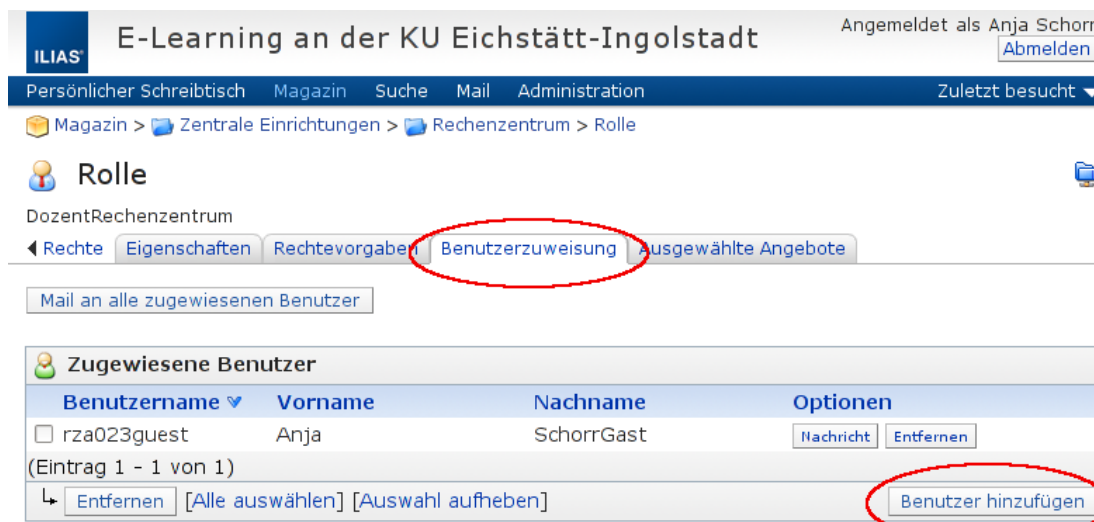 Angemeldet als Anja Schorr
ILIAS
E-Learning an der KU Eichstätt-Ingolstadt
Abmelden
Persönlicher Schreibtisch Magazin Suche Mail Administration Zuletzt besucht
Magazin > Zentrale Einrichtungen > Rechenzentrum > Rolle
Rolle
DozentRechenzentrum
Rechte Eigenschaften Rechtevorgaben Benutzerzuweisung Ausgewählte Angebote
Mail an alle zugewiesenen Benutzer
Zugewiesene Benutzer
Benutzername Vorname Nachname Optionen
rza023guest Anja SchorrGast Nachricht Entfernen
(Eintrag 1 - 1 von 1)
Entfernen [Alle auswählen] [Auswahl aufheben] Benutzer hinzufügen